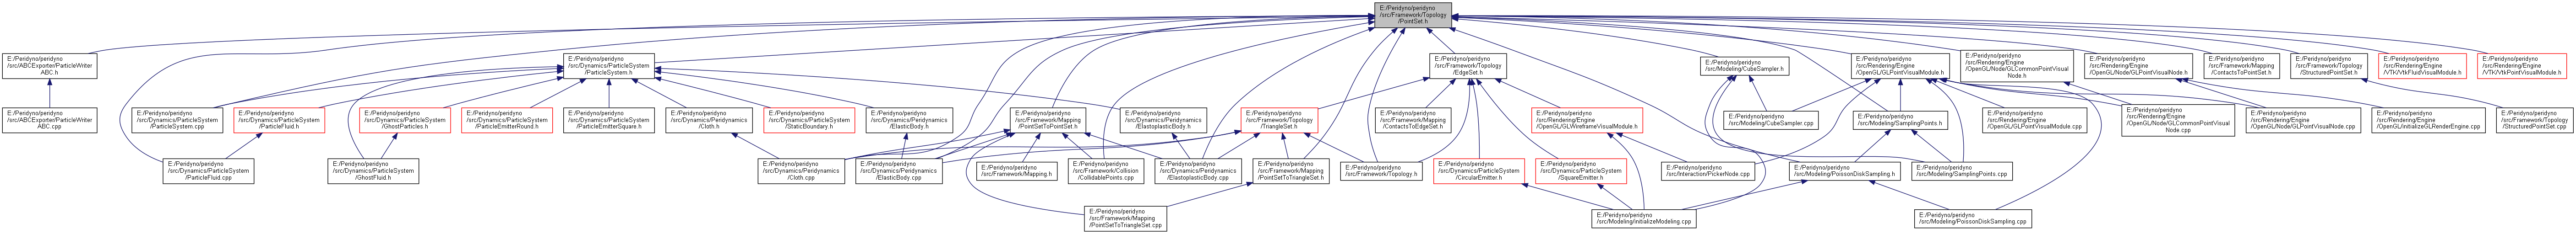 E:/Peridyno/peridyno
/src/Framework/Topology
/PointSet.h
E:/Peridyno/peridyno
/src/ABCExporter/ParticleWriter
ABC.h
E:/Peridyno/peridyno
/src/Dynamics/ParticleSystem
/ParticleSystem.h
E:/Peridyno/peridyno
/src/Framework/Topology
/EdgeSet.h
E:/Peridyno/peridyno
/src/Modeling/CubeSampler.h
E:/Peridyno/peridyno
/src/Rendering/Engine
/OpenGL/GLPointVisualModule.h
E:/Peridyno/peridyno
/src/Rendering/Engine
/OpenGL/Node/GLCommonPointVisual
Node.h
E:/Peridyno/peridyno
/src/Rendering/Engine
/OpenGL/Node/GLPointVisualNode.h
E:/Peridyno/peridyno
/src/Framework/Mapping
/ContactsToPointSet.h
E:/Peridyno/peridyno
/src/Framework/Topology
/StructuredPointSet.h
E:/Peridyno/peridyno
/src/Rendering/Engine
/VTK/VtkFluidVisualModule.h
E:/Peridyno/peridyno
/src/Rendering/Engine
/VTK/VtkPointVisualModule.h
E:/Peridyno/peridyno
/src/ABCExporter/ParticleWriter
ABC.cpp
E:/Peridyno/peridyno
/src/Dynamics/ParticleSystem
/ParticleSystem.cpp
E:/Peridyno/peridyno
/src/Dynamics/ParticleSystem
/ParticleFluid.h
E:/Peridyno/peridyno
/src/Dynamics/ParticleSystem
/GhostParticles.h
E:/Peridyno/peridyno
/src/Dynamics/ParticleSystem
/ParticleEmitterRound.h
E:/Peridyno/peridyno
/src/Dynamics/ParticleSystem
/ParticleEmitterSquare.h
E:/Peridyno/peridyno
/src/Dynamics/Peridynamics
/Cloth.h
E:/Peridyno/peridyno
/src/Dynamics/ParticleSystem
/StaticBoundary.h
E:/Peridyno/peridyno
/src/Dynamics/Peridynamics
/ElasticBody.h
E:/Peridyno/peridyno
/src/Framework/Mapping
/PointSetToPointSet.h
E:/Peridyno/peridyno
/src/Dynamics/Peridynamics
/ElastoplasticBody.h
E:/Peridyno/peridyno
/src/Framework/Topology
/TriangleSet.h
E:/Peridyno/peridyno
/src/Framework/Mapping
/ContactsToEdgeSet.h
E:/Peridyno/peridyno
/src/Rendering/Engine
/OpenGL/GLWireframeVisualModule.h
E:/Peridyno/peridyno
/src/Modeling/CubeSampler.cpp
E:/Peridyno/peridyno
/src/Modeling/SamplingPoints.h
E:/Peridyno/peridyno
/src/Rendering/Engine
/OpenGL/GLPointVisualModule.cpp
E:/Peridyno/peridyno
/src/Rendering/Engine
/OpenGL/Node/GLCommonPointVisual
Node.cpp
E:/Peridyno/peridyno
/src/Rendering/Engine
/OpenGL/Node/GLPointVisualNode.cpp
E:/Peridyno/peridyno
/src/Rendering/Engine
/OpenGL/initializeGLRenderEngine.cpp
E:/Peridyno/peridyno
/src/Framework/Topology
/StructuredPointSet.cpp
E:/Peridyno/peridyno
/src/Dynamics/ParticleSystem
/ParticleFluid.cpp
E:/Peridyno/peridyno
/src/Dynamics/ParticleSystem
/GhostFluid.h
E:/Peridyno/peridyno
/src/Dynamics/Peridynamics
/Cloth.cpp
E:/Peridyno/peridyno
/src/Dynamics/Peridynamics
/ElasticBody.cpp
E:/Peridyno/peridyno
/src/Framework/Mapping.h
E:/Peridyno/peridyno
/src/Framework/Collision
/CollidablePoints.cpp
E:/Peridyno/peridyno
/src/Dynamics/Peridynamics
/ElastoplasticBody.cpp
E:/Peridyno/peridyno
/src/Framework/Mapping
/PointSetToTriangleSet.h
E:/Peridyno/peridyno
/src/Framework/Topology.h
E:/Peridyno/peridyno
/src/Dynamics/ParticleSystem
/CircularEmitter.h
E:/Peridyno/peridyno
/src/Dynamics/ParticleSystem
/SquareEmitter.h
E:/Peridyno/peridyno
/src/Interaction/PickerNode.cpp
E:/Peridyno/peridyno
/src/Modeling/PoissonDiskSampling.h
E:/Peridyno/peridyno
/src/Modeling/SamplingPoints.cpp
E:/Peridyno/peridyno
/src/Framework/Mapping
/PointSetToTriangleSet.cpp
E:/Peridyno/peridyno
/src/Modeling/initializeModeling.cpp
E:/Peridyno/peridyno
/src/Modeling/PoissonDiskSampling.cpp